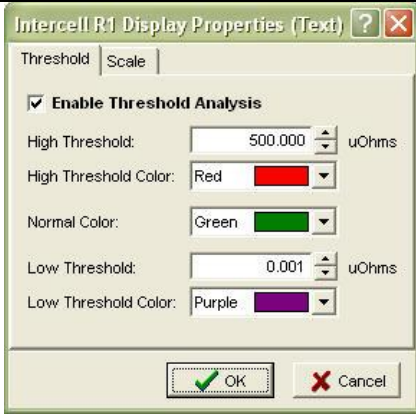 Intercell R1 Display Properties (Text) ?
Threshold Scale
Enable Threshold Analysis
High Threshold: 500.000 uOhms
High Threshold Color: Red
Normal Color: Green
Low Threshold: 0.001 uOhms
Low Threshold Color: Purple
OK Cancel